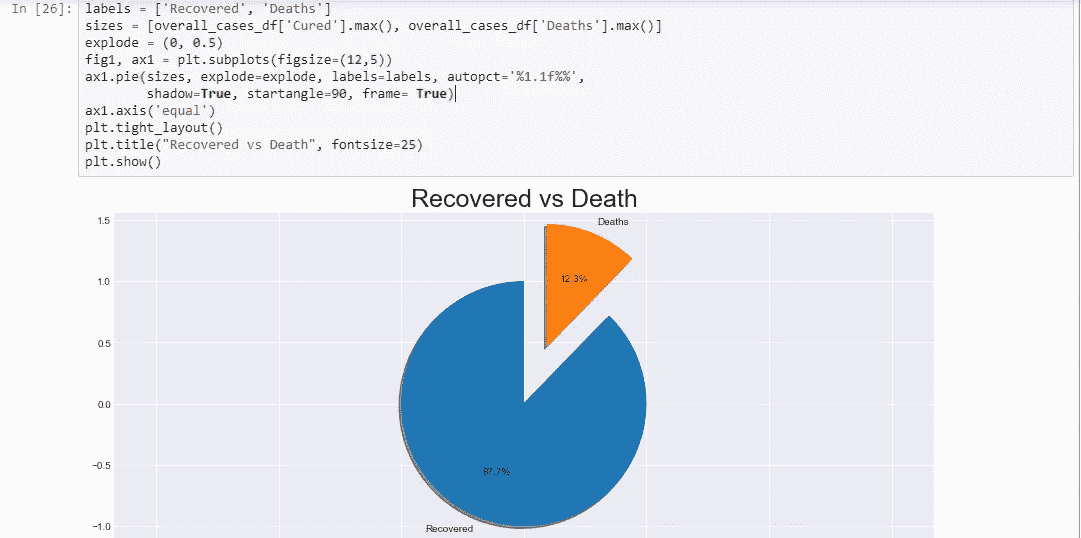 In [26]: labels = ['Recovered', 'Deaths']
sizes = [overall_cases_df['Cured'].max(), overall_cases_df['Deaths'].max()]
explode = (0, 0.5)
fig1, ax1 = plt.subplots(figsize=(12,5))
ax1.pie(sizes, explode=explode, labels=labels, autopct='%1.1f%%',
shadow=True, startangle=90, frame= True)
ax1.axis('equal')
plt.tight_layout()
plt.title("Recovered vs Death", fontsize=25)
plt.show()
Recovered vs Death
1.5
Deaths
12.3%
1.0
0.5
0.0
−0.5
87.7%
−1.0
Recovered